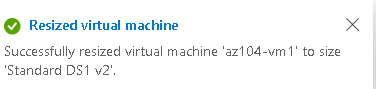 Resized virtual machine
Successfully resized virtual machine 'az104-vm1' to size
'Standard DS1 v2'.